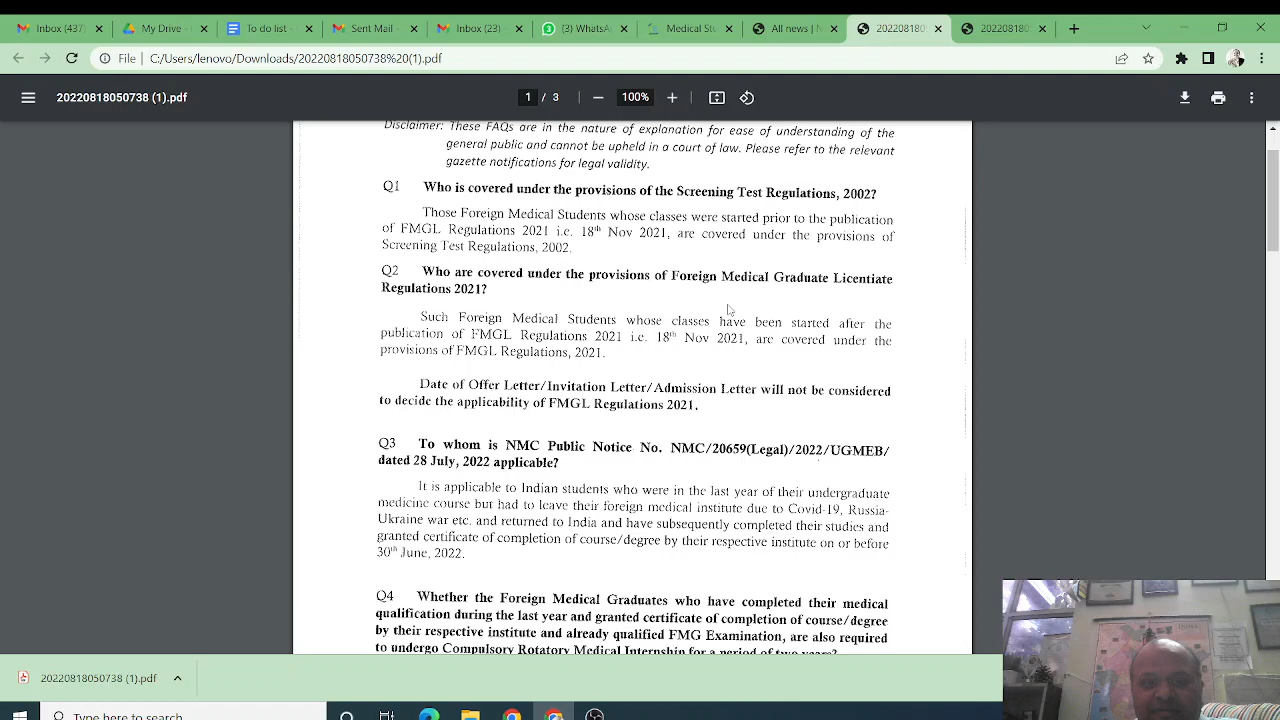 Inbox (437)
My Drive -
To do list -
Sent Mail -
Inbox (23) -
(3) WhatsA
Medical Stu
All news | N
2022081805
2022081805
File | C:/Users/lenovo/Downloads/20220818050738%20(1).pdf
20220818050738 (1).pdf
1 / 3
100%
Disclaimer: These FAQs are in the nature of explanation for ease of understanding of the
general public and cannot be upheld in a court of law. Please refer to the relevant
gazette notifications for legal validity.
Q1 Who is covered under the provisions of the Screening Test Regulations, 2002?
Those Foreign Medical Students whose classes were started prior to the publication
of FMGL Regulations 2021 i.e. 18th Nov 2021, are covered under the provisions of
Screening Test Regulations, 2002.
Q2 Who are covered under the provisions of Foreign Medical Graduate Licentiate
Regulations 2021?
Such Foreign Medical Students whose classes have been started after the
publication of FMGL Regulations 2021 i.e. 18th Nov 2021, are covered under the
provisions of FMGL Regulations, 2021.
Date of Offer Letter/Invitation Letter/Admission Letter will not be considered
to decide the applicability of FMGL Regulations 2021.
Q3 To whom is NMC Public Notice No. NMC/20659(Legal)/2022/UGMEB/
dated 28 July, 2022 applicable?
It is applicable to Indian students who were in the last year of their undergraduate
medicine course but had to leave their foreign medical institute due to Covid-19, Russia-
Ukraine war etc. and returned to India and have subsequently completed their studies and
granted certificate of completion of course/degree by their respective institute on or before
30th June, 2022.
Q4 Whether the Foreign Medical Graduates who have completed their medical
qualification during the last year and granted certificate of completion of course/degree
by their respective institute and already qualified FMG Examination, are also required
to undergo Compulsory Rotatory Medical Internship for a period of two years?
20220818050738 (1).pdf
Type here to search